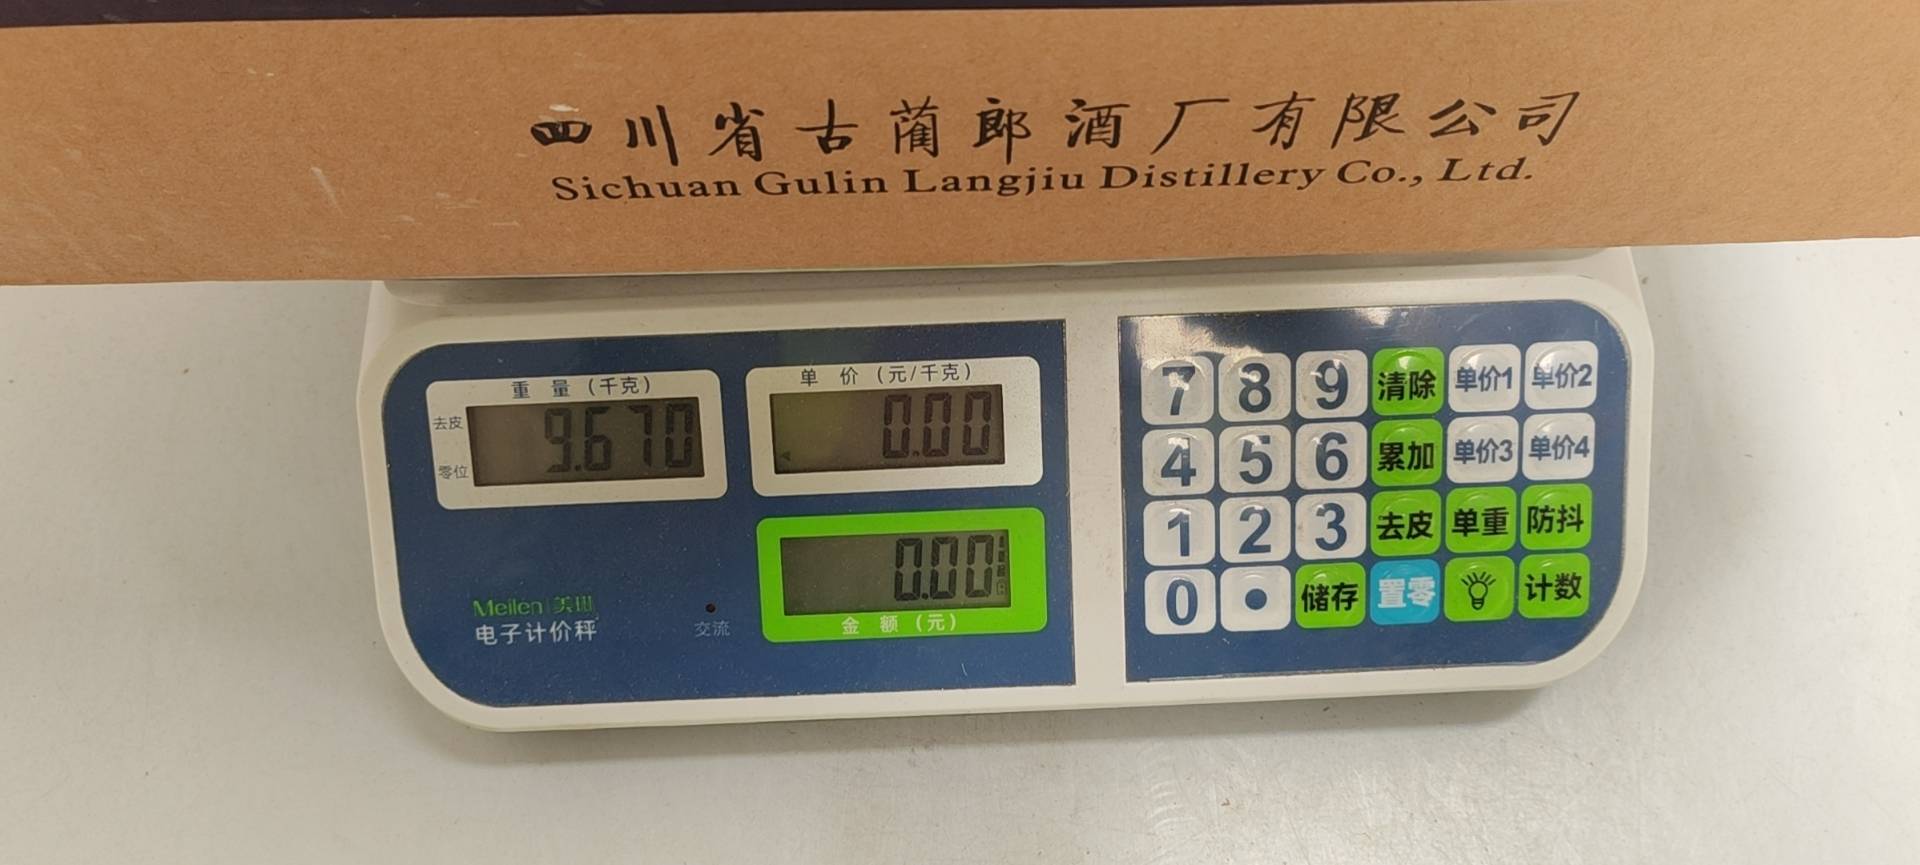 四川省古蔺郎酒厂有限公司
Sichuan Gulin Langjiu Distillery Co., Ltd.
重 量 (千克)
去皮
9.670
零位
单 价 (元/千克)
0.00
0.00
金 额 (元)
Meilen 美
电子计价秤
交流
7 8 9 清除 单价1 单价2
4 5 6 累加 单价3 单价4
1 2 3 去皮 单重 防抖
0 • 储存 置零 计数